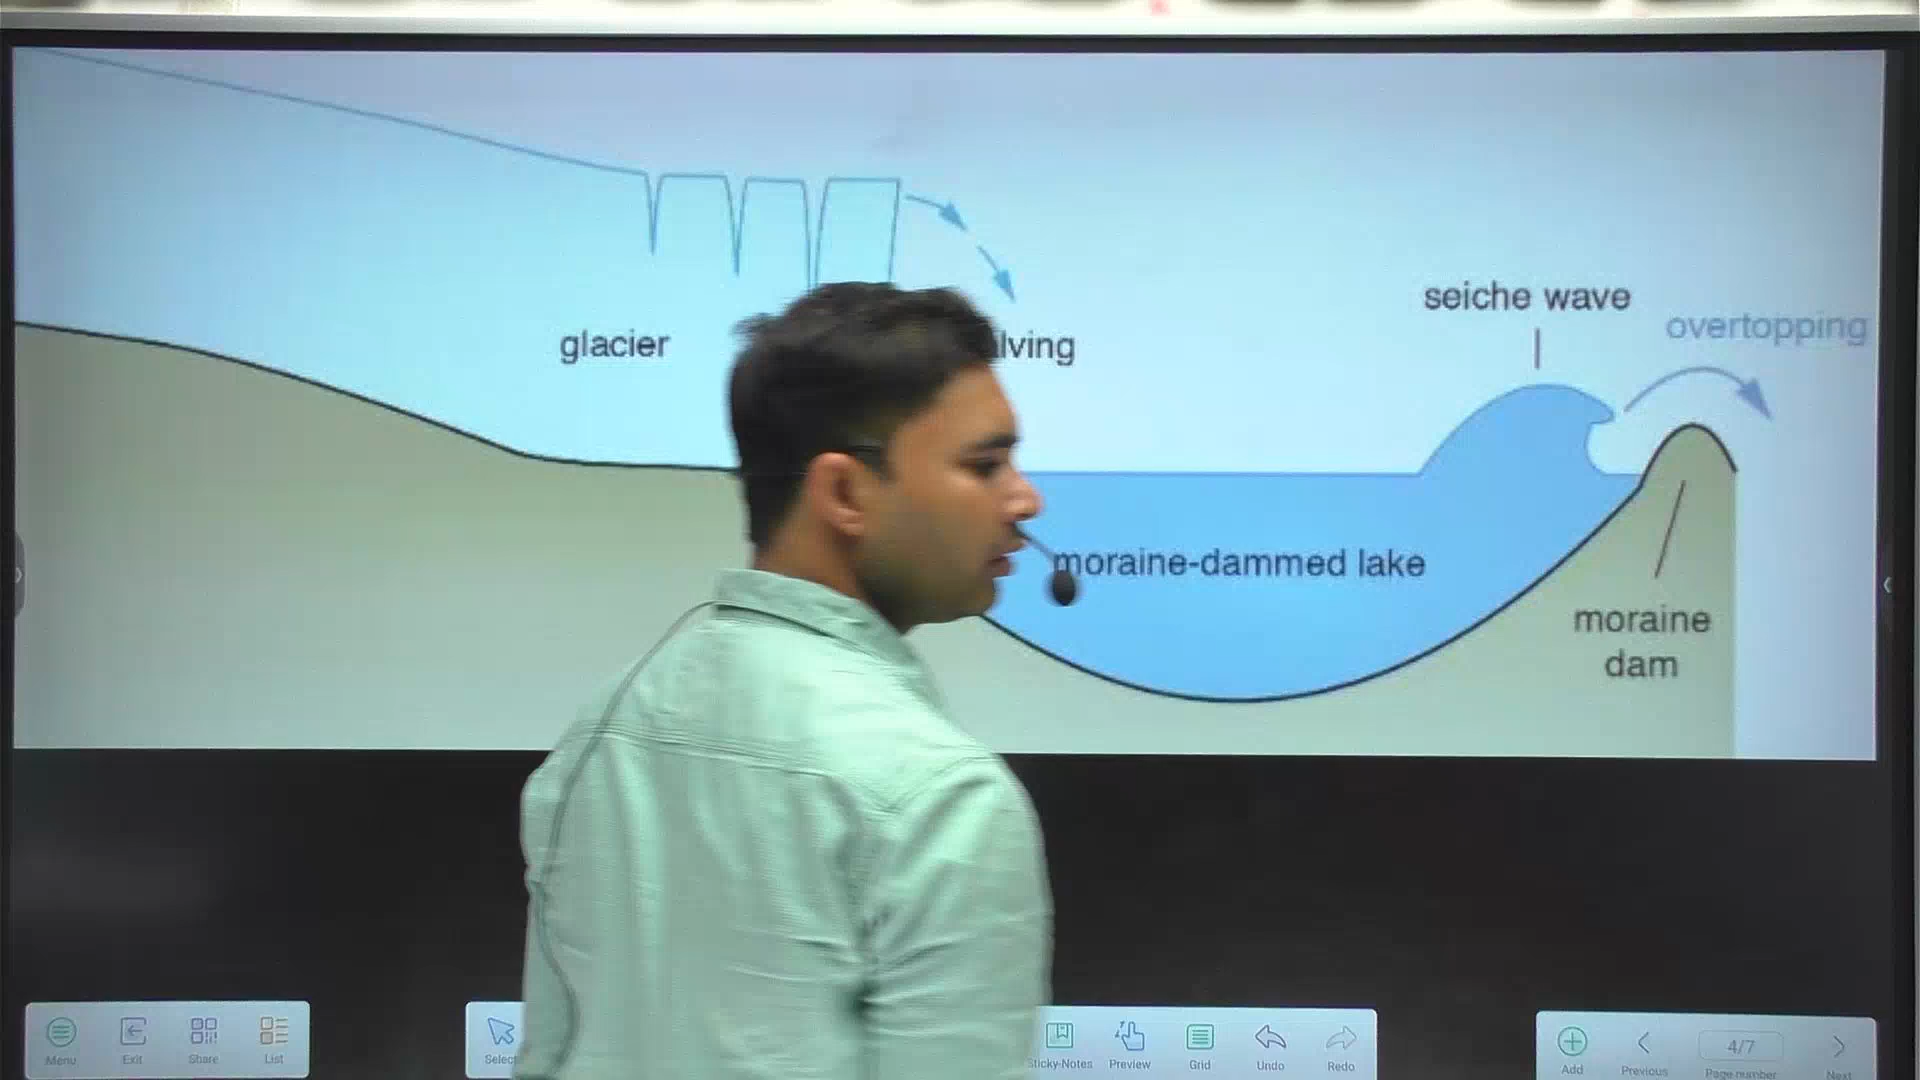 seiche wave
overtopping
glacier
lving
moraine-dammed lake
moraine
dam
Menu
Exit
Share
List
Select
Sticky-Notes
Preview
Grid
Undo
Redo
Add
Previous
4/7
Page number
Next